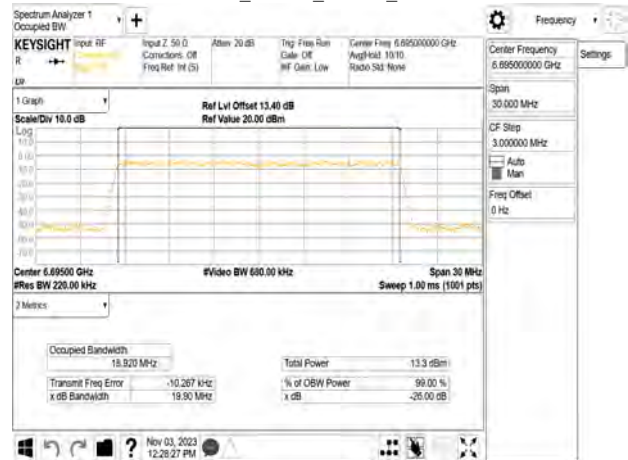 Spectrum Analyzer 1
Occupied BW
Frequency
KEYSIGHT
Input: RF
Input Z: 50 Ω
Corrections: Off
Freq Ref: Int (S)
Atten: 20 dB
Trig: Free Run
Gate: Off
#IF Gain: Low
Center Freq: 6.695000000 GHz
Avg|Hold: 10/10
Radio Std: None
R
Center Frequency
6.695000000 GHz
Settings
Span
30.000 MHz
CF Step
3.000000 MHz
Auto
Man
Freq Offset
0 Hz
1 Graph
Scale/Div 10.0 dB
Ref Lvl Offset 13.40 dB
Ref Value 20.00 dBm
Log
Center 6.69500 GHz
#Video BW 680.00 kHz
Span 30 MHz
#Res BW 220.00 kHz
Sweep 1.00 ms (1001 pts)
2 Metrics
Occupied Bandwidth
18.920 MHz
Total Power 13.3 dBm
Transmit Freq Error -10.267 kHz
% of OBW Power 99.00 %
x dB Bandwidth 19.90 MHz
x dB -26.00 dB
?
Nov 03, 2023
12:28:27 PM